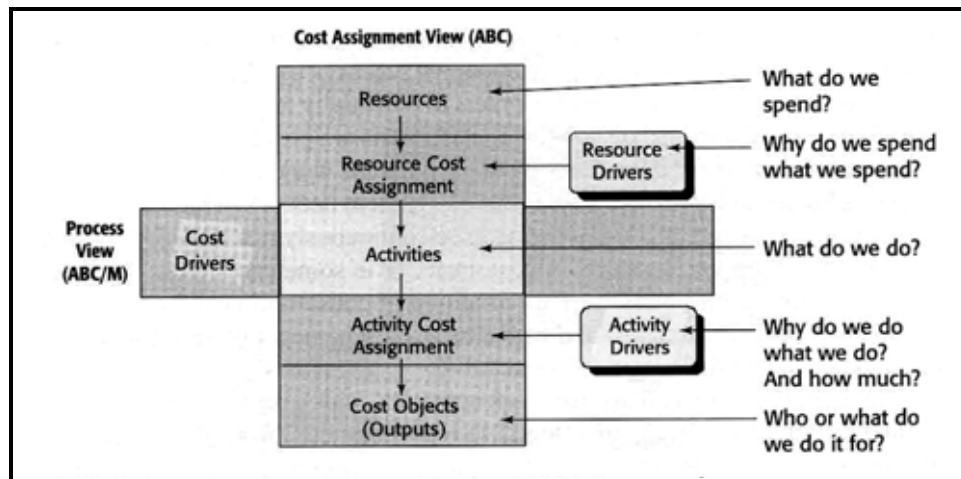 Cost Assignment View (ABC)
Resources
What do we
spend?
Resource Cost
Assignment
Resource
Drivers
Why do we spend
what we spend?
Process
View
(ABC/M)
Cost
Drivers
Activities
What do we do?
Activity Cost
Assignment
Activity
Drivers
Why do we do
what we do?
And how much?
Cost Objects
(Outputs)
Who or what do
we do it for?